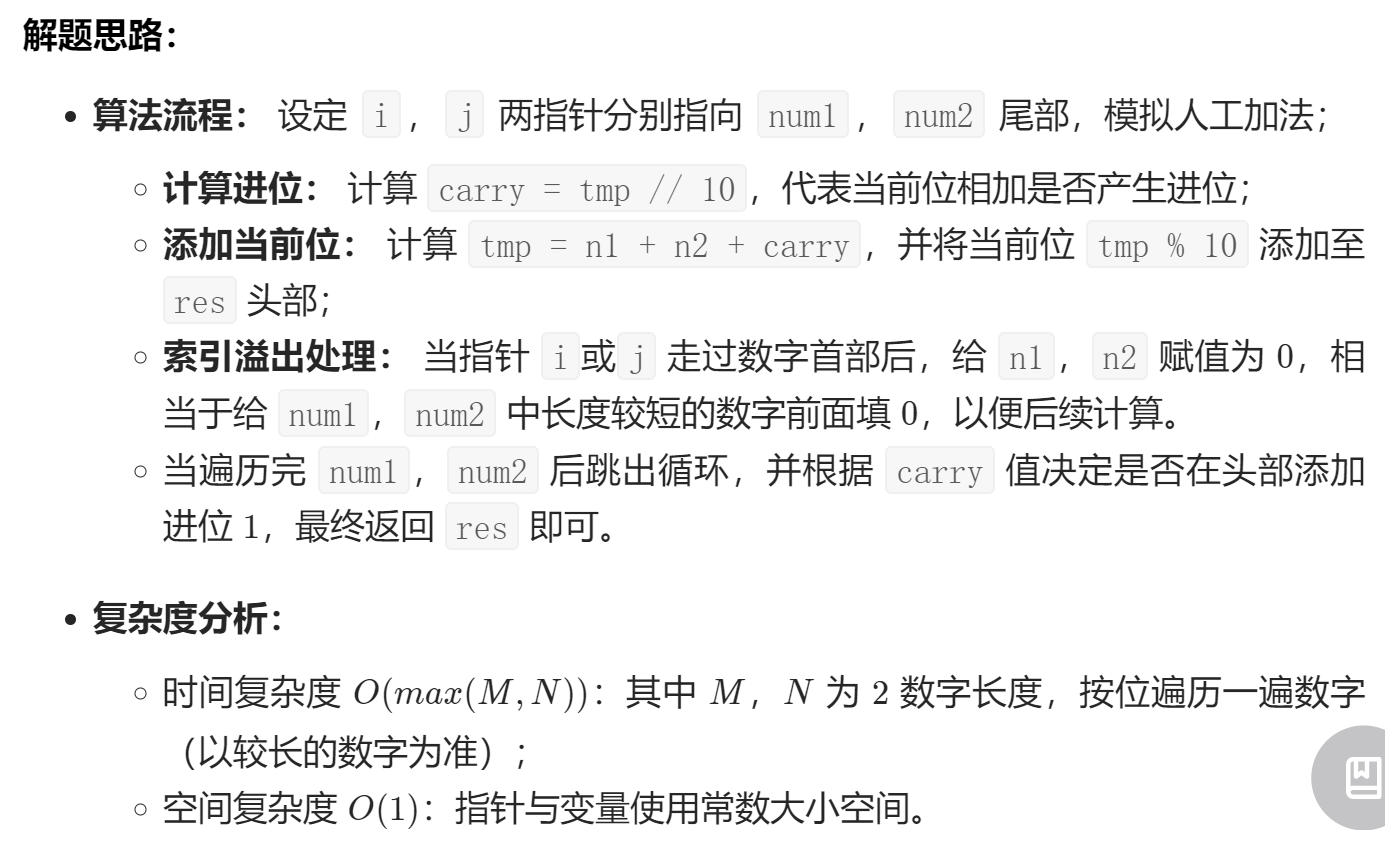 解题思路：
• 算法流程： 设定 i ， j 两指针分别指向 num1 ， num2 尾部，模拟人工加法；
○ 计算进位： 计算 carry = tmp // 10 ，代表当前位相加是否产生进位；
○ 添加当前位： 计算 tmp = n1 + n2 + carry ，并将当前位 tmp % 10 添加至
res 头部；
○ 索引溢出处理： 当指针 i 或 j 走过数字首部后，给 n1 ， n2 赋值为 0，相
当于给 num1 ， num2 中长度较短的数字前面填 0，以便后续计算。
○ 当遍历完 num1 ， num2 后跳出循环，并根据 carry 值决定是否在头部添加
进位 1，最终返回 res 即可。
• 复杂度分析：
○ 时间复杂度 O(max(M, N))：其中 M，N 为 2 数字长度，按位遍历一遍数字
（以较长的数字为准）；
○ 空间复杂度 O(1)：指针与变量使用常数大小空间。